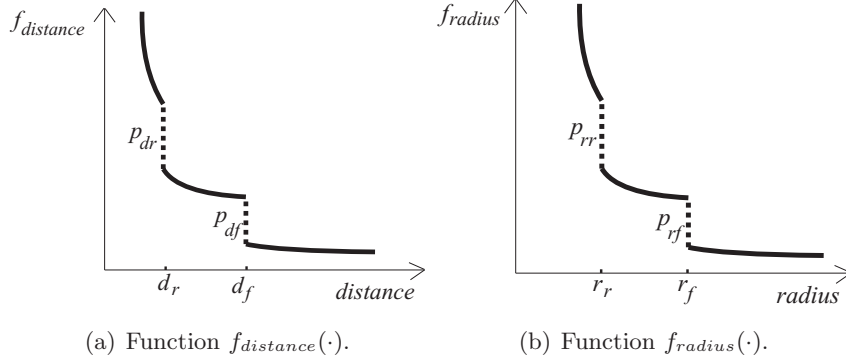 f_distance
p_dr
p_df
d_r
d_f
distance
(a) Function f_distance(·).
f_radius
p_rr
p_rf
r_r
r_f
radius
(b) Function f_radius(·).